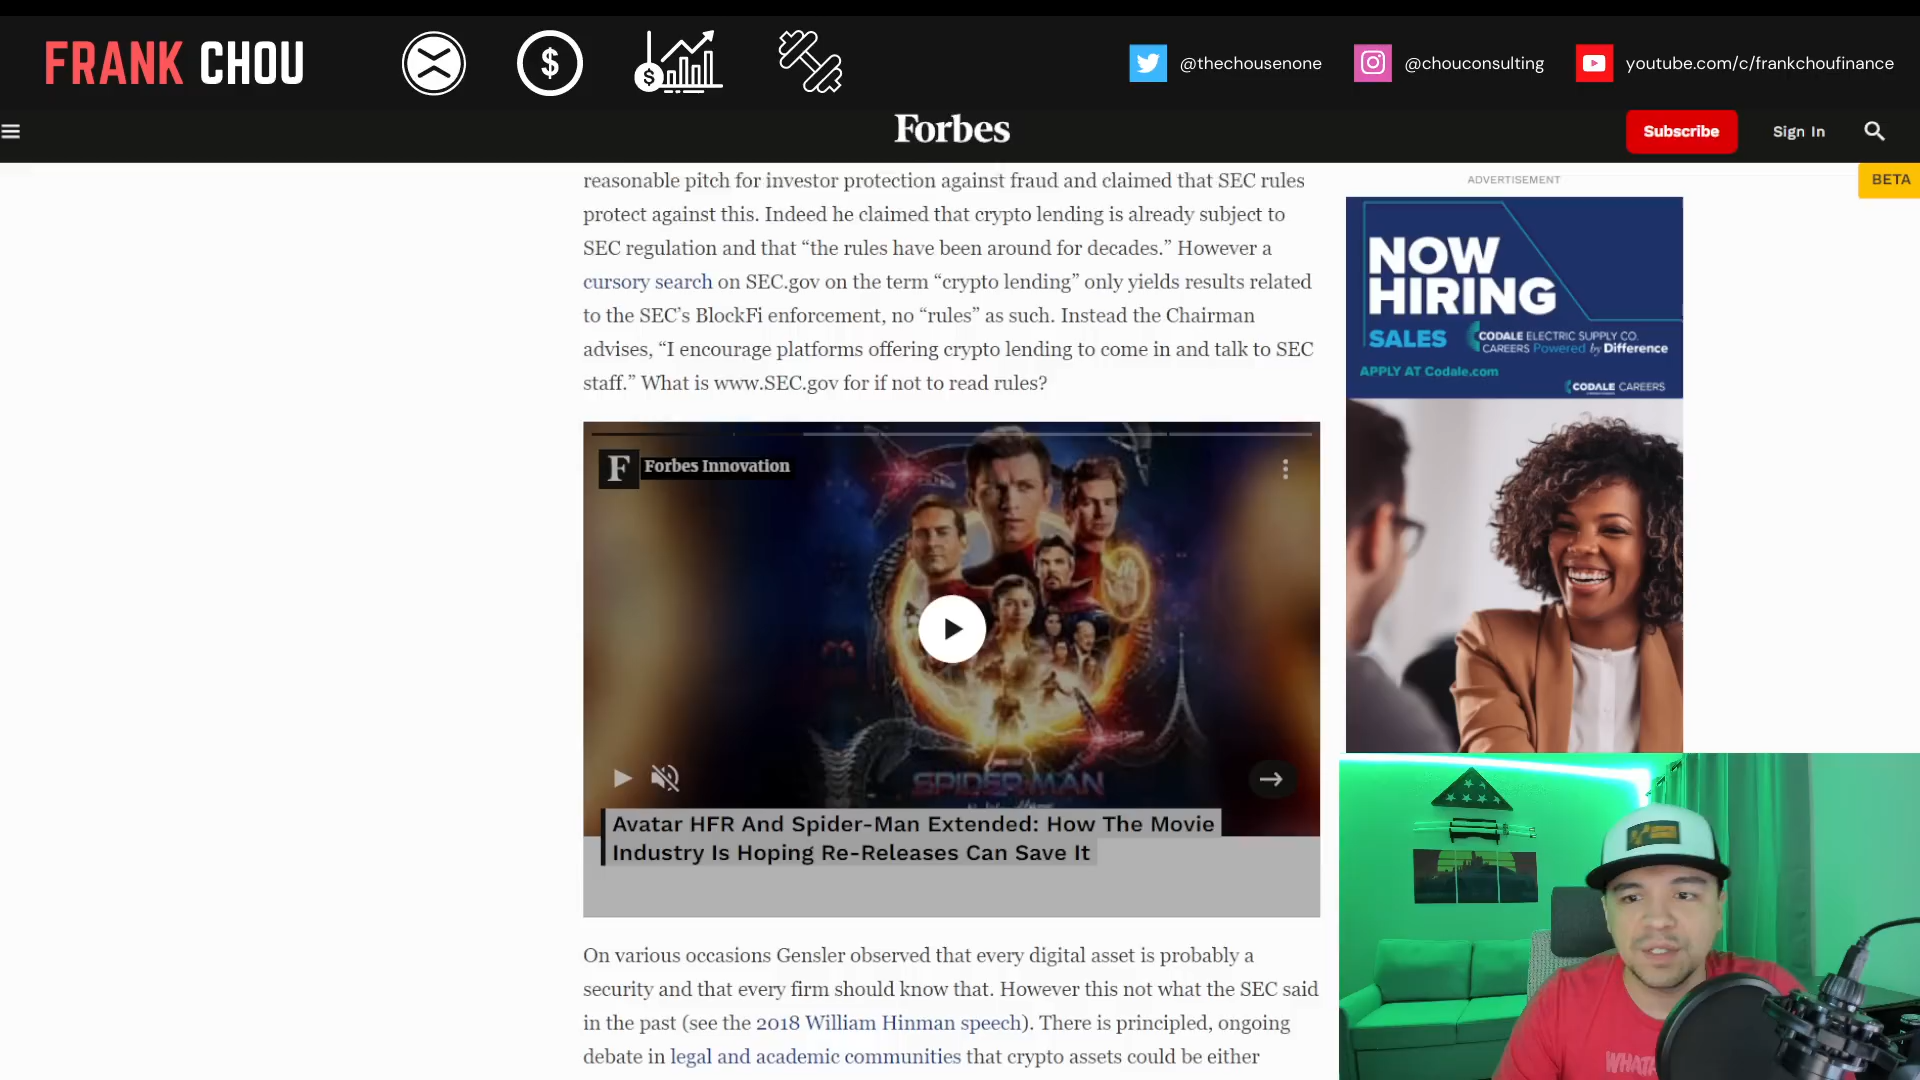 FRANK CHOU
@thechousenone
@chouconsulting
youtube.com/c/frankchoufinance
Forbes
Subscribe
Sign In
BETA
reasonable pitch for investor protection against fraud and claimed that SEC rules
protect against this. Indeed he claimed that crypto lending is already subject to
SEC regulation and that “the rules have been around for decades.” However a
cursory search on SEC.gov on the term “crypto lending” only yields results related
to the SEC’s BlockFi enforcement, no “rules” as such. Instead the Chairman
advises, “I encourage platforms offering crypto lending to come in and talk to SEC
staff.” What is www.SEC.gov for if not to read rules?
F Forbes Innovation
SPIDER-MAN
Avatar HFR And Spider-Man Extended: How The Movie
Industry Is Hoping Re-Releases Can Save It
On various occasions Gensler observed that every digital asset is probably a
security and that every firm should know that. However this not what the SEC said
in the past (see the 2018 William Hinman speech). There is principled, ongoing
debate in legal and academic communities that crypto assets could be either
ADVERTISEMENT
NOW
HIRING
SALES
CODALE ELECTRIC SUPPLY CO.
CAREERS Powered by Difference
APPLY AT Codale.com
CODALE CAREERS